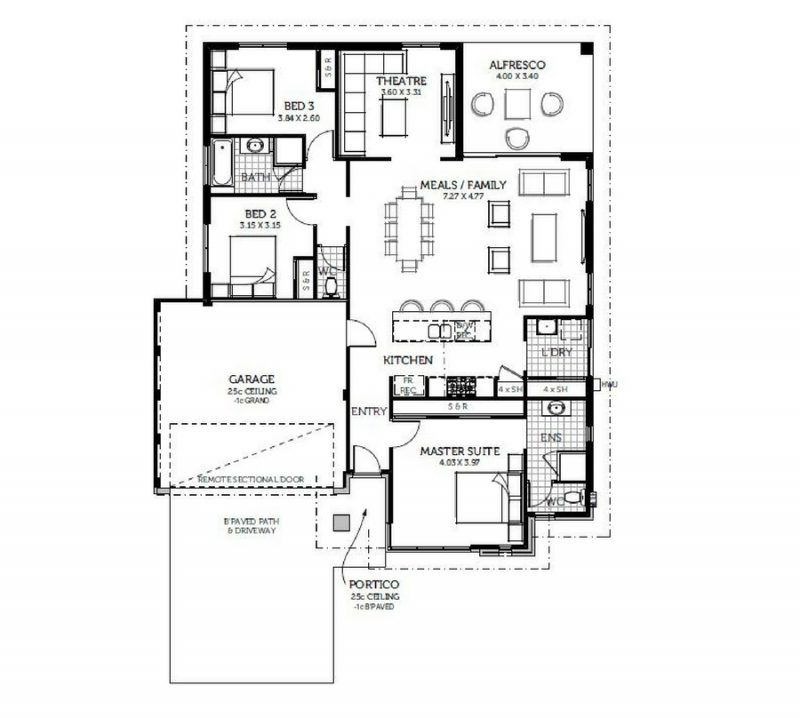 ALFRESCO
4.00 X 3.40
S & R
THEATRE
3.60 X 3.31
BED 3
3.84 X 2.60
BATH
MEALS / FAMILY
7.27 X 4.77
BED 2
3.15 X 3.15
WC
S & R
B/W
REC
L'DRY
KITCHEN
GARAGE
25c CEILING
-1c GRAND
FR
REC
4 x SH
4 x SH
HWU
S & R
ENTRY
ENS
MASTER SUITE
4.03 X 3.97
REMOTE SECTIONAL DOOR
WC
B'PAVED PATH
& DRIVEWAY
PORTICO
25c CEILING
-1c B'PAVED